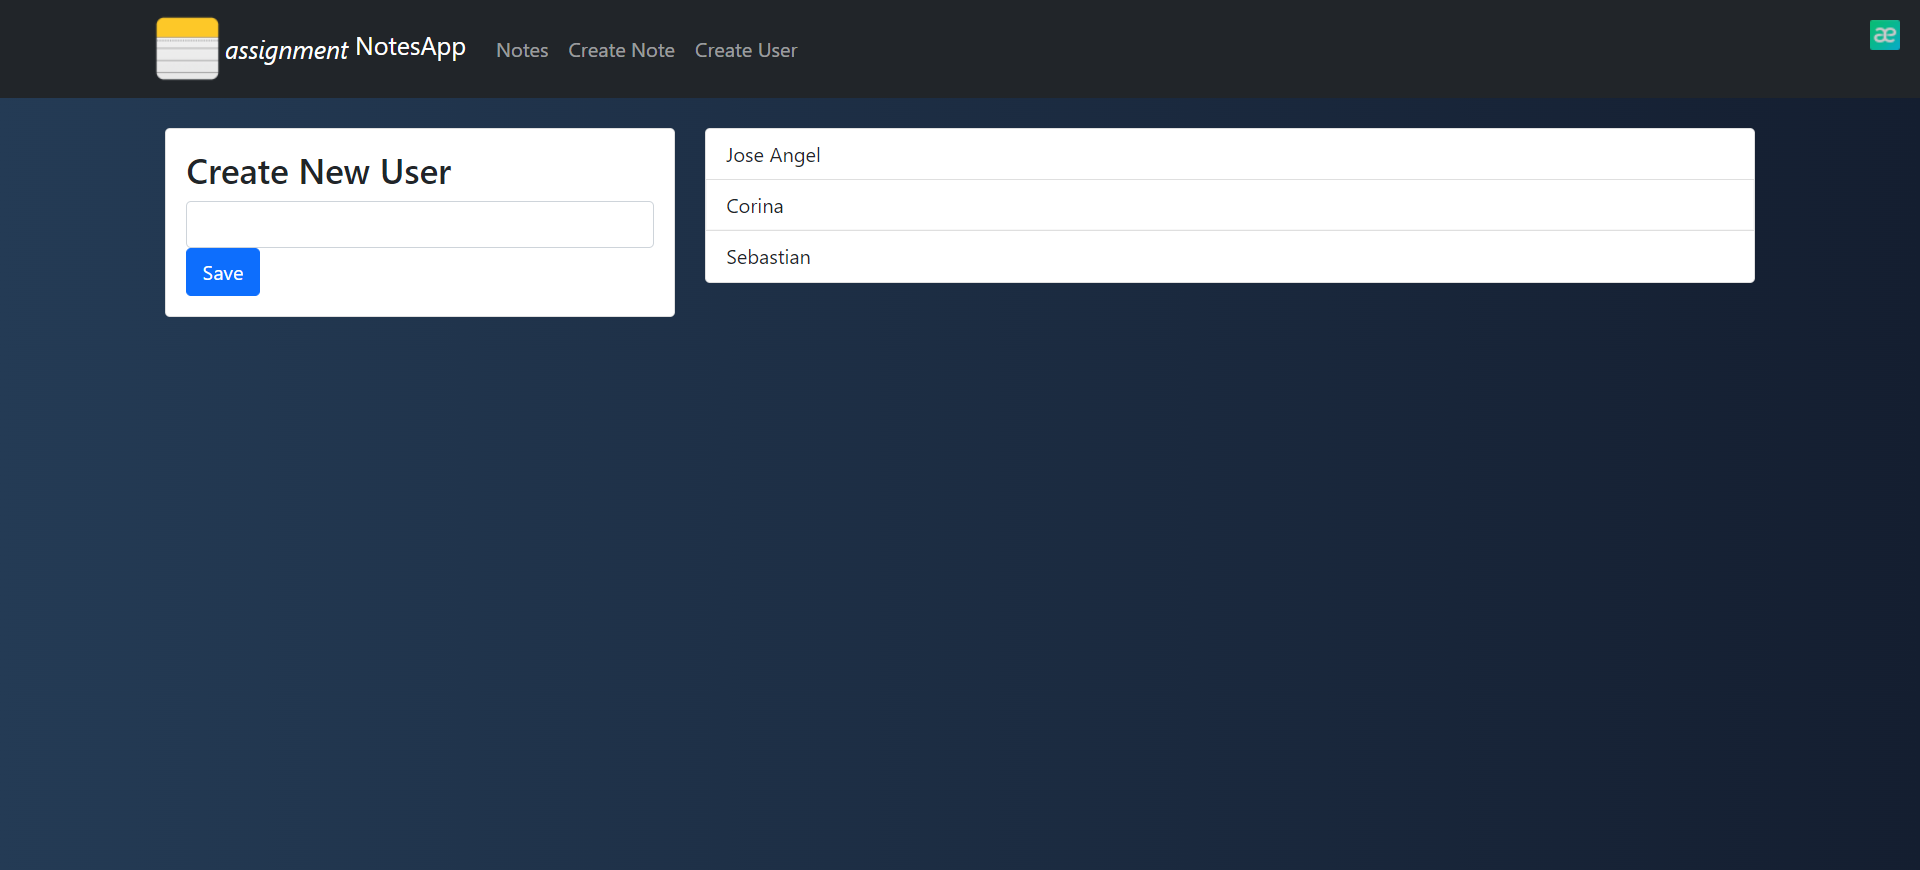 assignment NotesApp Notes Create Note Create User
æ
Create New User
Save
Jose Angel
Corina
Sebastian